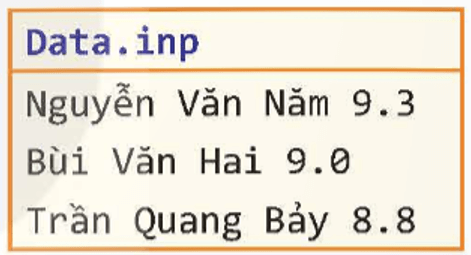 Data.inp
Nguyễn Văn Năm 9.3
Bùi Văn Hai 9.0
Trần Quang Bảy 8.8